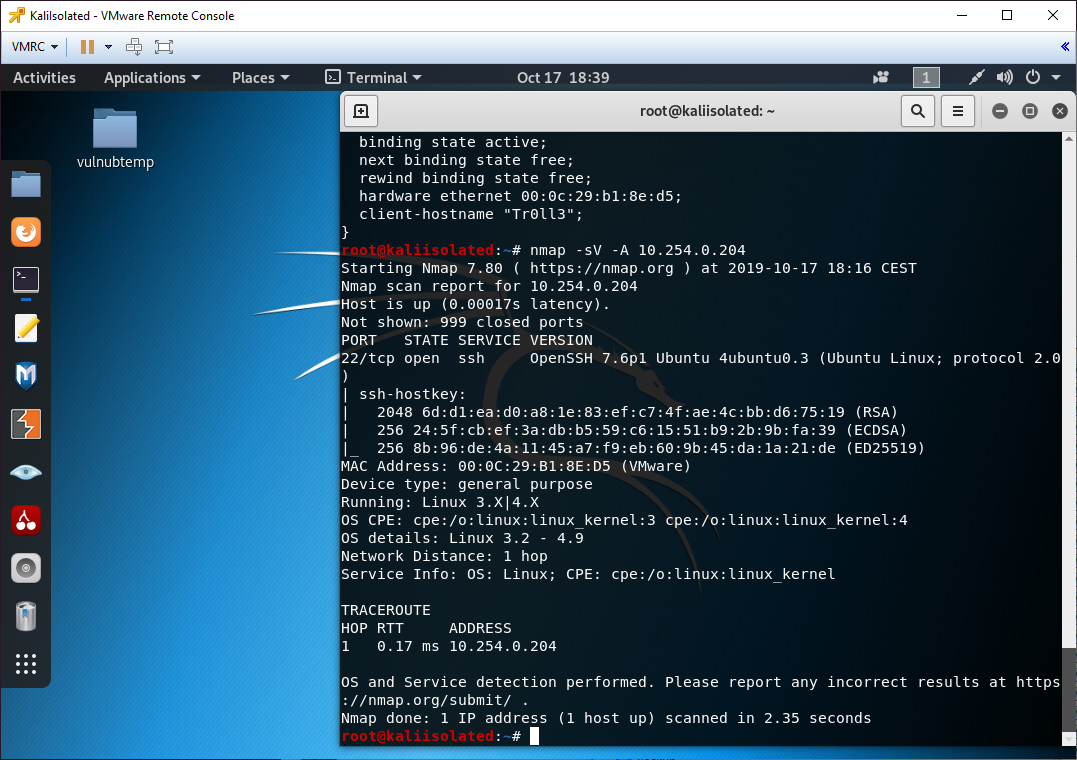 KaliIsolated - VMware Remote Console
VMRC
Activities Applications Places Terminal Oct 17 18:39 1
root@kaliisolated: ~
vulnubtemp
binding state active;
next binding state free;
rewind binding state free;
hardware ethernet 00:0c:29:b1:8e:d5;
client-hostname "Tr0ll3";
}
root@kaliisolated:~# nmap -sV -A 10.254.0.204
Starting Nmap 7.80 ( https://nmap.org ) at 2019-10-17 18:16 CEST
Nmap scan report for 10.254.0.204
Host is up (0.00017s latency).
Not shown: 999 closed ports
PORT   STATE SERVICE VERSION
22/tcp open  ssh     OpenSSH 7.6p1 Ubuntu 4ubuntu0.3 (Ubuntu Linux; protocol 2.0
)
| ssh-hostkey:
|   2048 6d:d1:ea:d0:a8:1e:83:ef:c7:4f:ae:4c:bb:d6:75:19 (RSA)
|   256 24:5f:cb:ef:3a:db:b5:59:c6:15:51:b9:2b:9b:fa:39 (ECDSA)
|_  256 8b:96:de:4a:11:45:a7:f9:eb:60:9b:45:da:1a:21:de (ED25519)
MAC Address: 00:0C:29:B1:8E:D5 (VMware)
Device type: general purpose
Running: Linux 3.X|4.X
OS CPE: cpe:/o:linux:linux_kernel:3 cpe:/o:linux:linux_kernel:4
OS details: Linux 3.2 - 4.9
Network Distance: 1 hop
Service Info: OS: Linux; CPE: cpe:/o:linux:linux_kernel
TRACEROUTE
HOP RTT     ADDRESS
1   0.17 ms 10.254.0.204
OS and Service detection performed. Please report any incorrect results at https
://nmap.org/submit/ .
Nmap done: 1 IP address (1 host up) scanned in 2.35 seconds
root@kaliisolated:~#